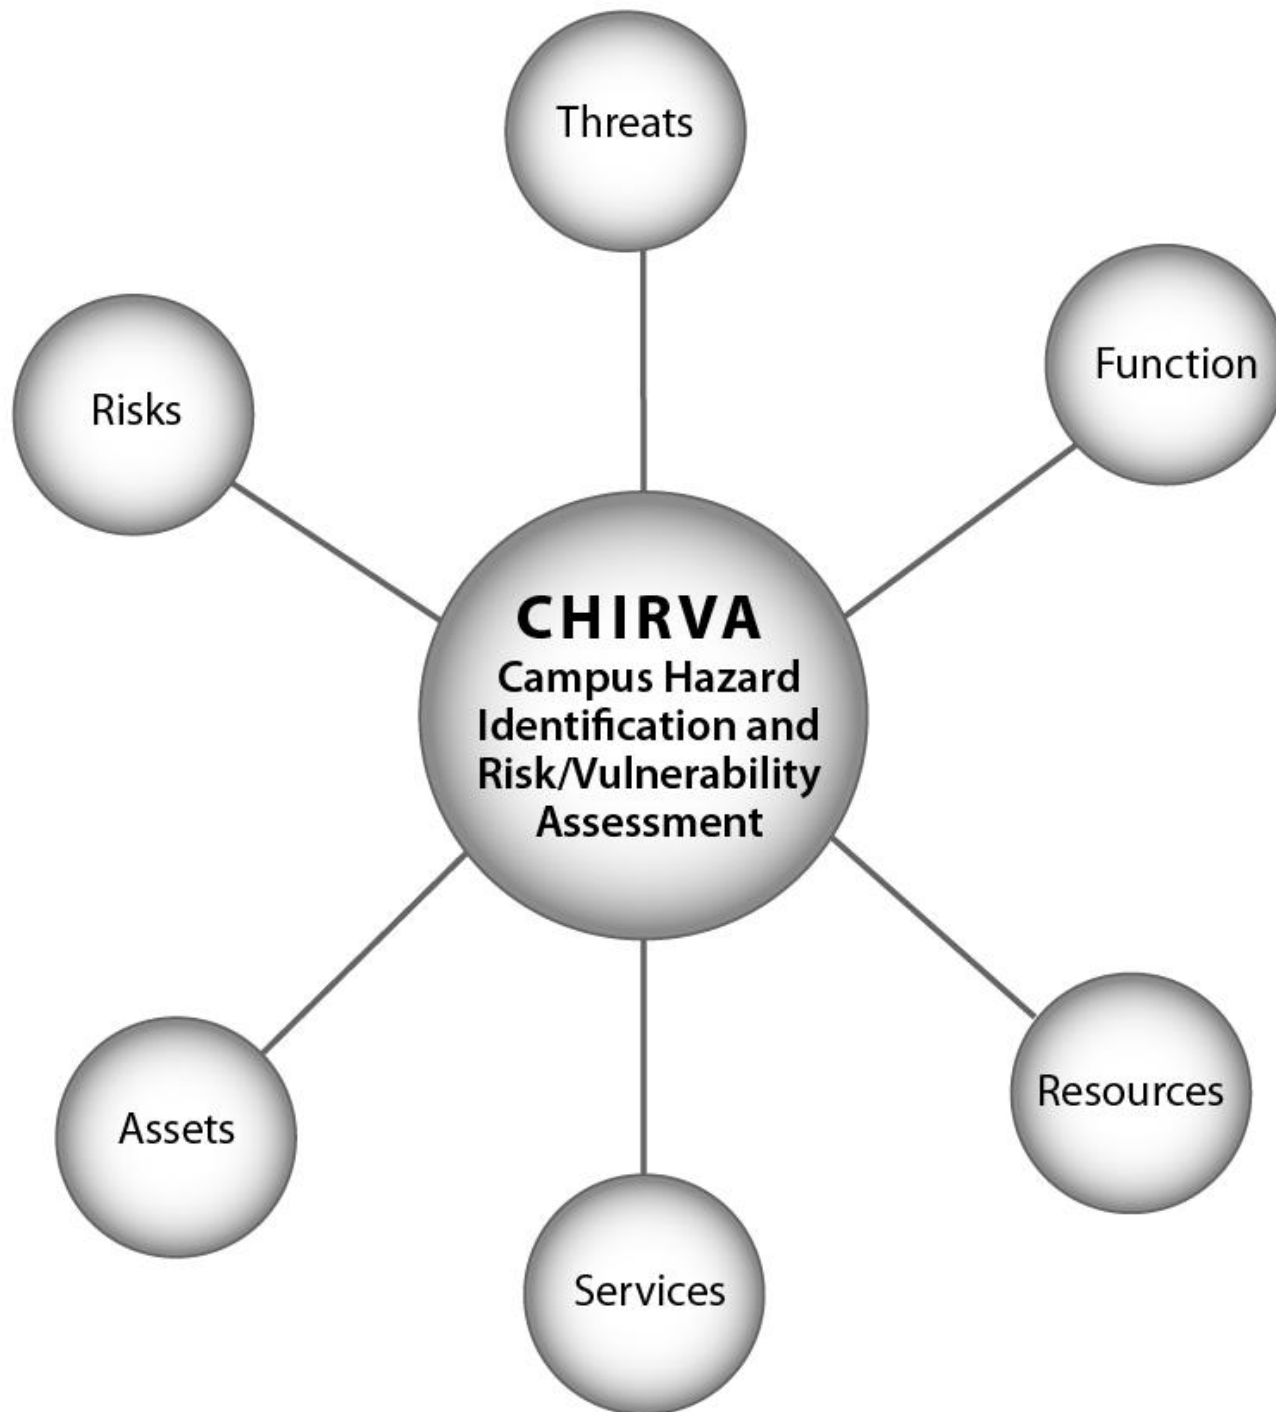 Threats
Function
Risks
CHIRVA
Campus Hazard
Identification and
Risk/Vulnerability
Assessment
Resources
Assets
Services